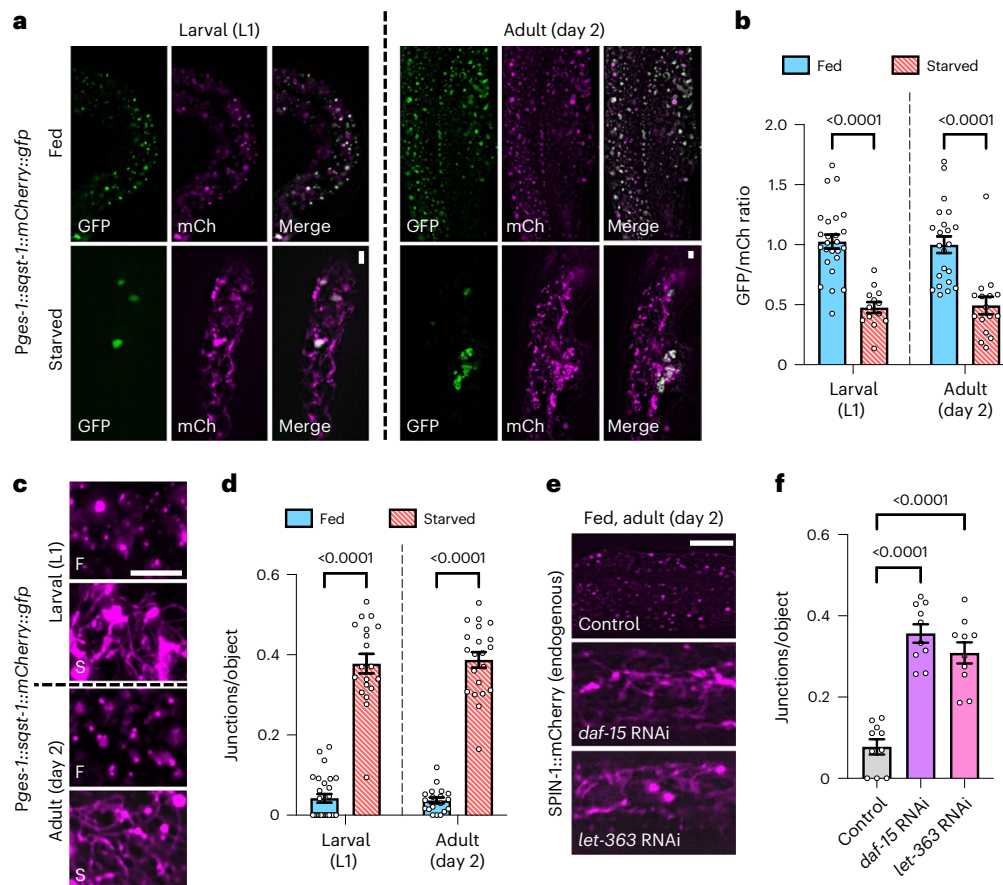 a
Larval (L1)
Adult (day 2)
Pges-1::sqst-1::mCherry::gfp
Fed
GFP
mCh
Merge
GFP
mCh
Merge
Starved
GFP
mCh
Merge
GFP
mCh
Merge
b
Fed
Starved
<0.0001
<0.0001
GFP/mCh ratio
2.0
1.5
1.0
0.5
0
Larval
(L1)
Adult
(day 2)
c
Pges-1::sqst-1::mCherry::gfp
Larval (L1)
F
S
Adult (day 2)
F
S
d
Fed
Starved
<0.0001
<0.0001
Junctions/object
0.6
0.4
0.2
0
Larval
(L1)
Adult
(day 2)
e
Fed, adult (day 2)
SPIN-1::mCherry (endogenous)
Control
daf-15 RNAi
let-363 RNAi
f
<0.0001
<0.0001
Junctions/object
0.6
0.4
0.2
0
Control
daf-15 RNAi
let-363 RNAi